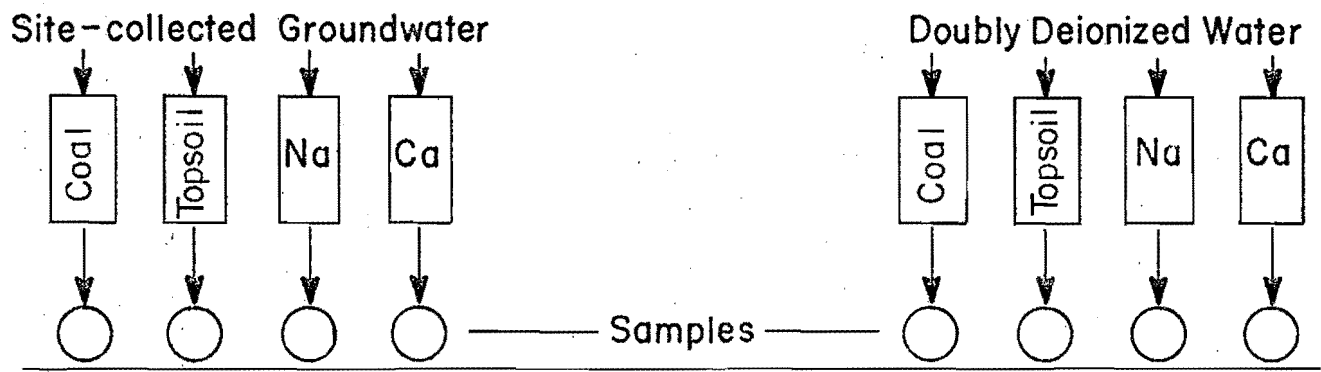 Site-collected Groundwater
Doubly Deionized Water
Coal
Topsoil
Na
Ca
Coal
Topsoil
Na
Ca
Samples